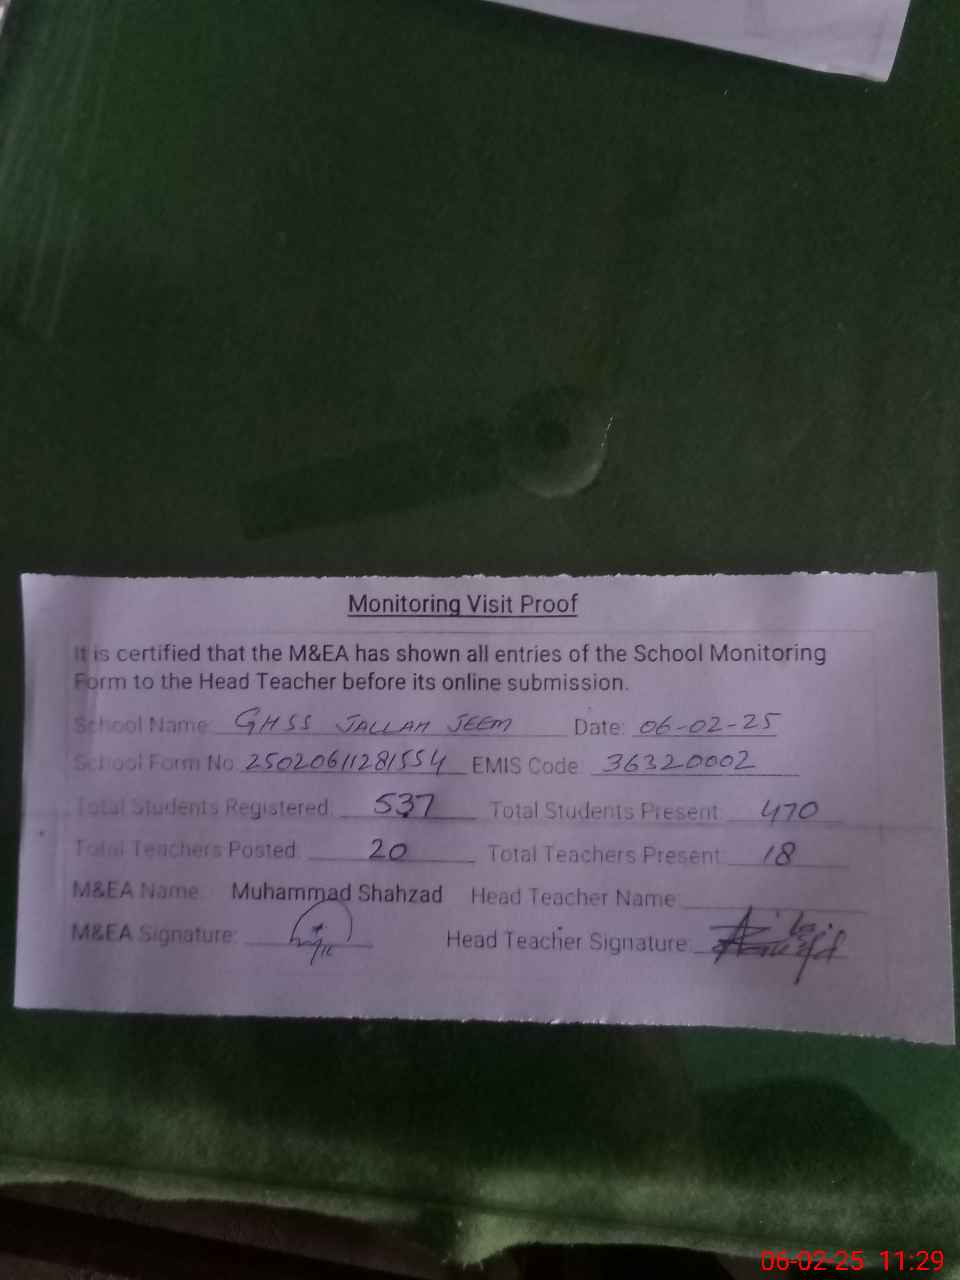 Monitoring Visit Proof
It is certified that the M&EA has shown all entries of the School Monitoring
Form to the Head Teacher before its online submission.
School Name: GHSS JALLAH JEEM Date: 06-02-25
School Form No: 25020611281554 EMIS Code: 36320002
Total Students Registered: 537 Total Students Present: 470
Total Teachers Posted: 20 Total Teachers Present: 18
M&EA Name: Muhammad Shahzad Head Teacher Name:
M&EA Signature: Head Teacher Signature:
06-02-25 11:29